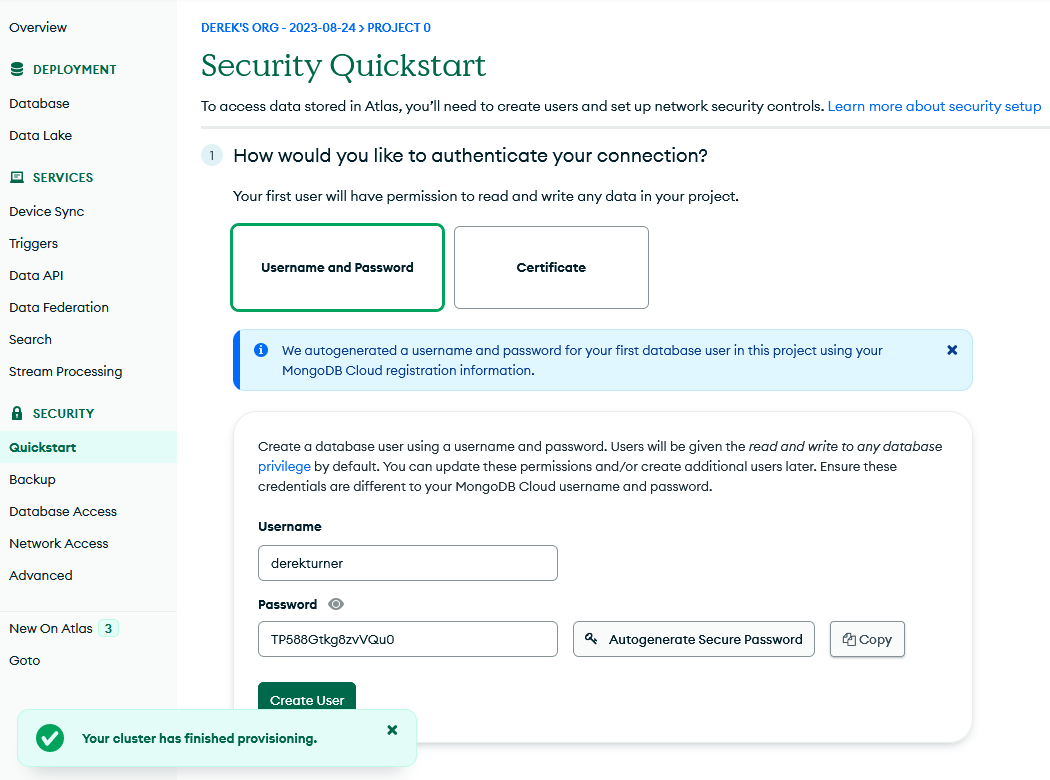 Overview
DEPLOYMENT
Database
Data Lake
SERVICES
Device Sync
Triggers
Data API
Data Federation
Search
Stream Processing
SECURITY
Quickstart
Backup
Database Access
Network Access
Advanced
New On Atlas 3
Goto
DEREK'S ORG - 2023-08-24 > PROJECT 0
Security Quickstart
To access data stored in Atlas, you’ll need to create users and set up network security controls. Learn more about security setup
1 How would you like to authenticate your connection?
Your first user will have permission to read and write any data in your project.
Username and Password
Certificate
We autogenerated a username and password for your first database user in this project using your
MongoDB Cloud registration information.
Create a database user using a username and password. Users will be given the read and write to any database
privilege by default. You can update these permissions and/or create additional users later. Ensure these
credentials are different to your MongoDB Cloud username and password.
Username
derekturner
Password
TP588Gtkg8zvVQu0
Autogenerate Secure Password
Copy
Create User
Your cluster has finished provisioning.